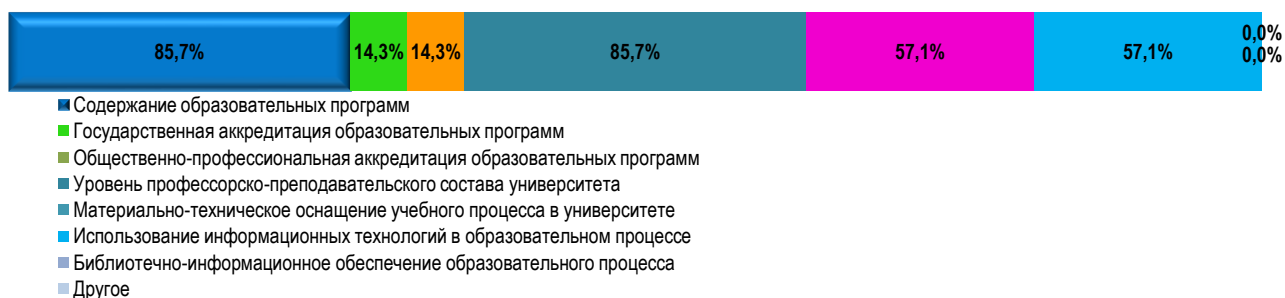 85,7% 14,3% 14,3% 85,7% 57,1% 57,1% 0,0%
0,0%
Содержание образовательных программ
Государственная аккредитация образовательных программ
Общественно-профессиональная аккредитация образовательных программ
Уровень профессорско-преподавательского состава университета
Материально-техническое оснащение учебного процесса в университете
Использование информационных технологий в образовательном процессе
Библиотечно-информационное обеспечение образовательного процесса
Другое